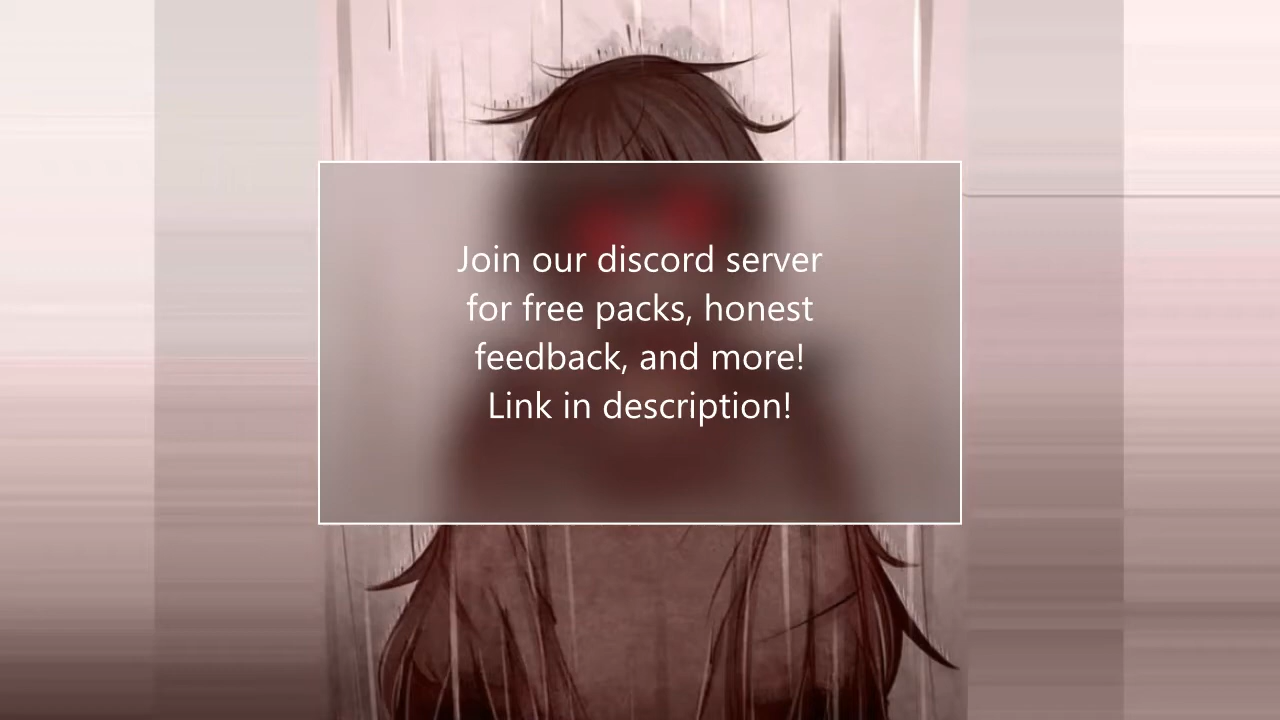 Join our discord server
for free packs, honest
feedback, and more!
Link in description!